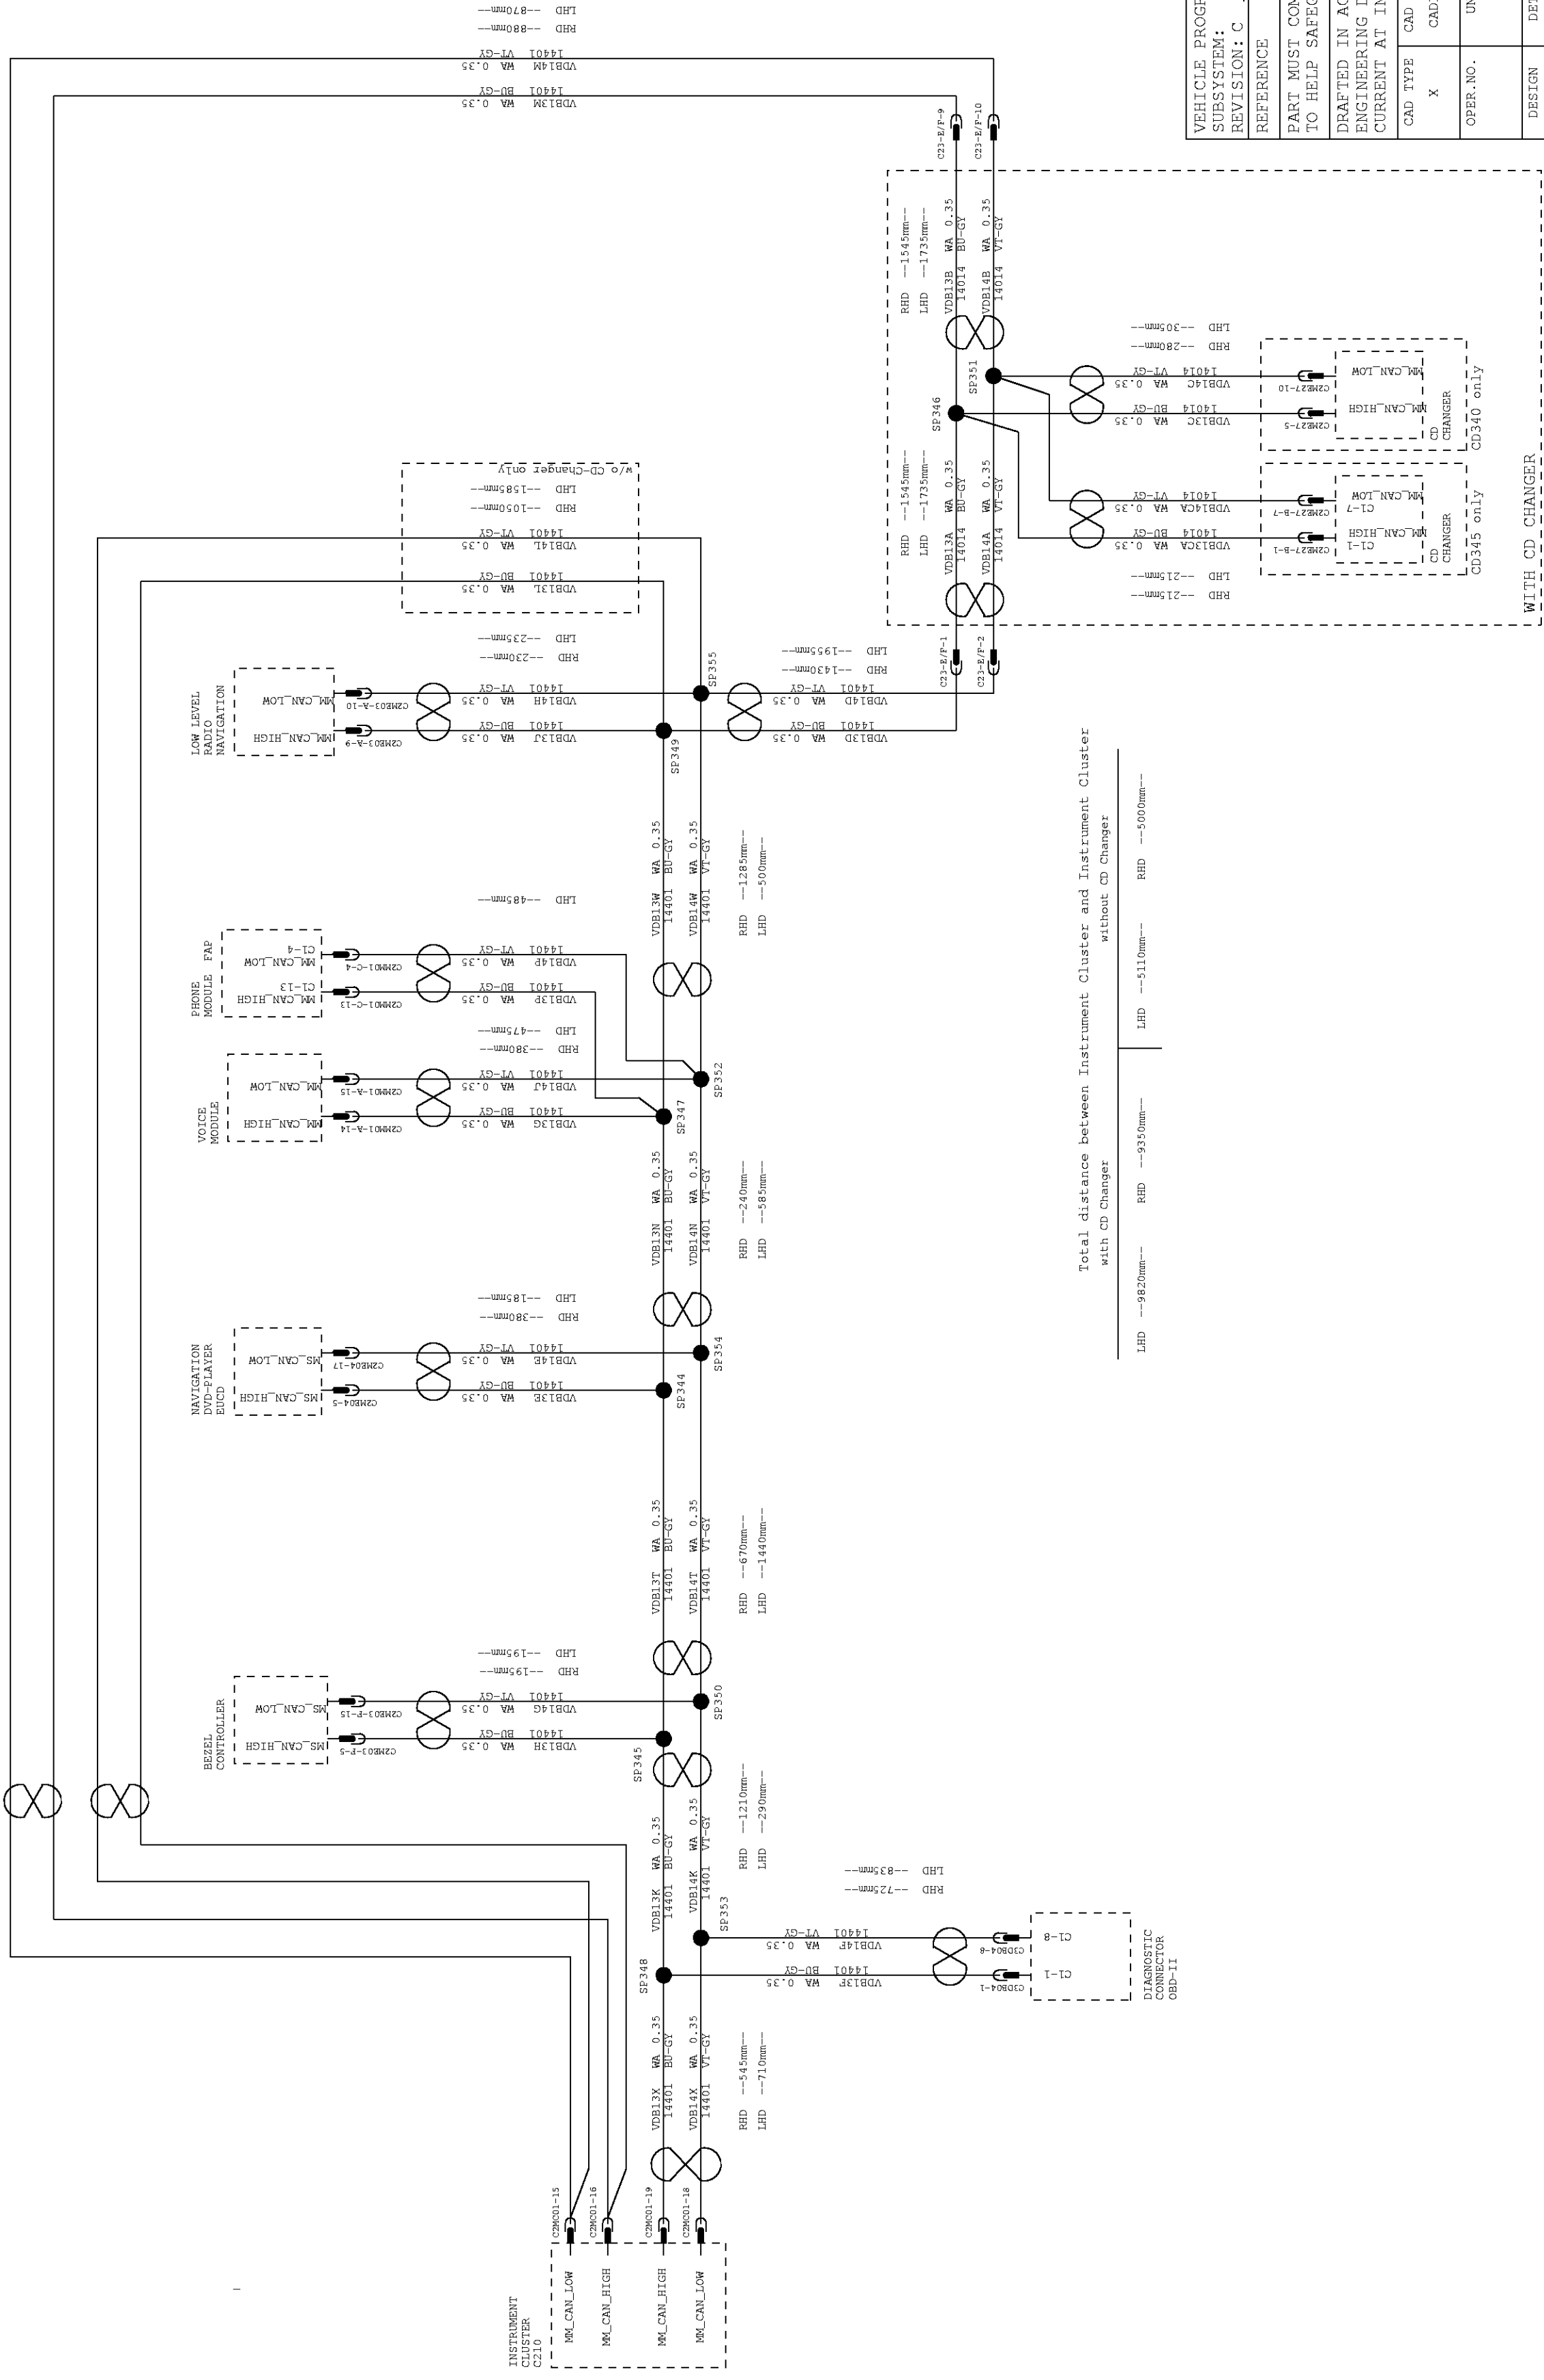 LHD --870mm--
RHD --880mm--
14401 VT-GY
VDB14M WA 0.35
14401 BU-GY
VDB13M WA 0.35
VEHICLE PROGR
SUBSYSTEM:
REVISION: C
REFERENCE
PART MUST COM
TO HELP SAFEG
DRAFTED IN AC
ENGINEERING D
CURRENT AT IN
CAD TYPE
CAD
X
CADI
OPER.NO.
UN
DESIGN
DET
C23-E/F-9
C23-E/F-10
RHD --1545mm--
LHD --1735mm--
VDB13B WA 0.35
14014 BU-GY
VDB14B WA 0.35
14014 VT-GY
SP351
SP346
LHD --305mm--
RHD --280mm--
14014 VT-GY
VDB14C WA 0.35
14014 BU-GY
VDB13C WA 0.35
C2ME27-10
C2ME27-5
MM_CAN_LOW
MM_CAN_HIGH
CD
CHANGER
CD340 only
RHD --1545mm--
LHD --1735mm--
VDB13A WA 0.35
14014 BU-GY
VDB14A WA 0.35
14014 VT-GY
14014 VT-GY
VDB14CA WA 0.35
14014 BU-GY
VDB13CA WA 0.35
LHD --215mm--
RHD --215mm--
C2ME27-B-7
C2ME27-B-1
MM_CAN_LOW
C1-7
MM_CAN_HIGH
C1-1
CD
CHANGER
CD345 only
WITH CD CHANGER
C23-E/F-1
C23-E/F-2
w/o CD-Changer only
LHD --1585mm--
RHD --1050mm--
14401 VT-GY
VDB14L WA 0.35
14401 BU-GY
VDB13L WA 0.35
LOW LEVEL
RADIO
NAVIGATION
MM_CAN_LOW
MM_CAN_HIGH
C2ME03-A-10
C2ME03-A-9
LHD --235mm--
RHD --230mm--
14401 VT-GY
VDB14H WA 0.35
14401 BU-GY
VDB13J WA 0.35
SP355
SP349
LHD --1955mm--
RHD --1430mm--
14401 VT-GY
VDB14D WA 0.35
14401 BU-GY
VDB13D WA 0.35
VDB13W WA 0.35
14401 BU-GY
VDB14W WA 0.35
14401 VT-GY
RHD --1285mm--
LHD --500mm--
PHONE
MODULE FAP
C1-4
MM_CAN_LOW
C1-13
MM_CAN_HIGH
C2MM01-C-4
C2MM01-C-13
LHD --485mm--
14401 VT-GY
VDB14P WA 0.35
14401 BU-GY
VDB13P WA 0.35
VOICE
MODULE
MM_CAN_LOW
MM_CAN_HIGH
C2MM01-A-15
C2MM01-A-14
LHD --475mm--
RHD --380mm--
14401 VT-GY
VDB14J WA 0.35
14401 BU-GY
VDB13G WA 0.35
SP352
SP347
VDB13N WA 0.35
14401 BU-GY
VDB14N WA 0.35
14401 VT-GY
RHD --240mm--
LHD --585mm--
NAVIGATION
DVD-PLAYER
EUCD
MS_CAN_LOW
MS_CAN_HIGH
C2ME04-17
C2ME04-5
LHD --185mm--
RHD --380mm--
14401 VT-GY
VDB14E WA 0.35
14401 BU-GY
VDB13E WA 0.35
SP354
SP344
VDB13T WA 0.35
14401 BU-GY
VDB14T WA 0.35
14401 VT-GY
RHD --670mm--
LHD --1440mm--
BEZEL
CONTROLLER
MS_CAN_LOW
MS_CAN_HIGH
C2ME03-F-15
C2ME03-F-5
LHD --195mm--
RHD --195mm--
14401 VT-GY
VDB14G WA 0.35
14401 BU-GY
VDB13H WA 0.35
SP350
SP345
VDB13K WA 0.35
14401 BU-GY
VDB14K WA 0.35
14401 VT-GY
RHD --1210mm--
LHD --290mm--
SP353
SP348
LHD --835mm--
RHD --725mm--
14401 VT-GY
VDB14F WA 0.35
14401 BU-GY
VDB13F WA 0.35
C3DB04-8
C3DB04-1
C1-8
C1-1
DIAGNOSTIC
CONNECTOR
OBD-II
VDB13X WA 0.35
14401 BU-GY
VDB14X WA 0.35
14401 VT-GY
RHD --545mm--
LHD --710mm--
C2MC01-15
C2MC01-16
C2MC01-19
C2MC01-18
MM_CAN_LOW
MM_CAN_HIGH
MM_CAN_HIGH
MM_CAN_LOW
INSTRUMENT
CLUSTER
C210
Total distance between Instrument Cluster and Instrument Cluster
with CD Changer
without CD Changer
LHD --9820mm--
RHD --9350mm--
LHD --5110mm--
RHD --5000mm--